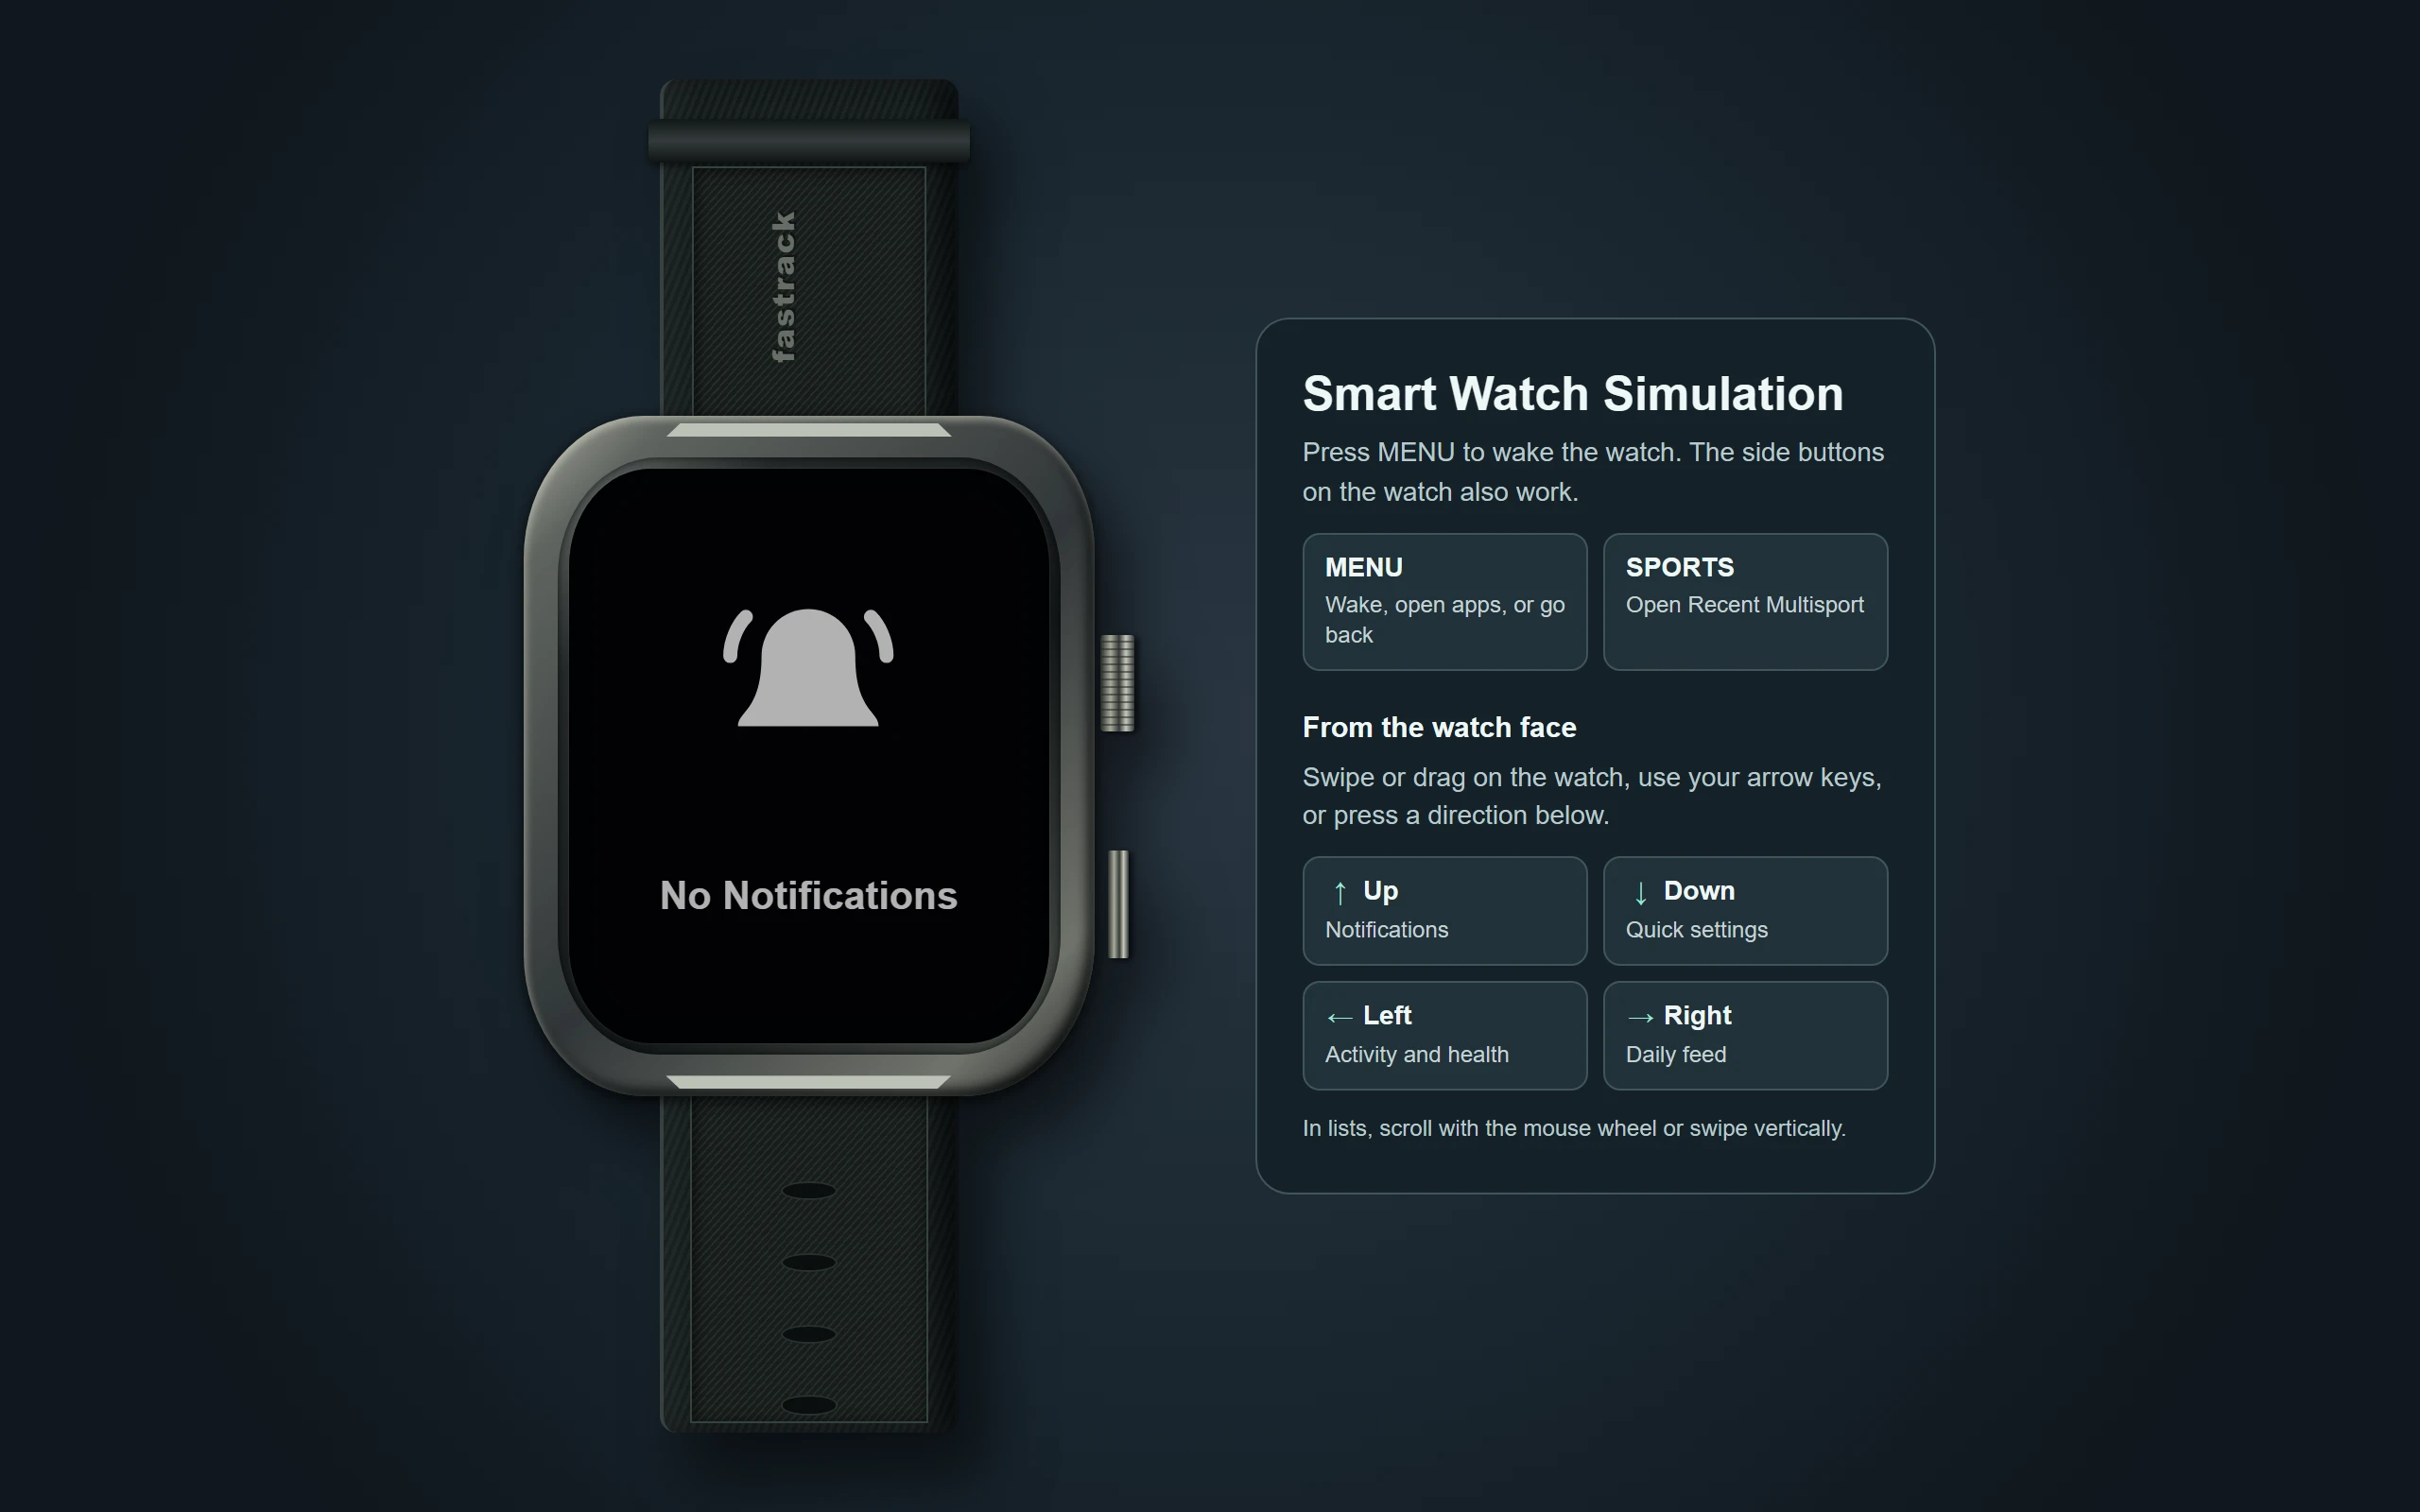 fastrack
No Notifications
Smart Watch Simulation
Press MENU to wake the watch. The side buttons
on the watch also work.
MENU
Wake, open apps, or go
back
SPORTS
Open Recent Multisport
From the watch face
Swipe or drag on the watch, use your arrow keys,
or press a direction below.
↑ Up
Notifications
↓ Down
Quick settings
← Left
Activity and health
→ Right
Daily feed
In lists, scroll with the mouse wheel or swipe vertically.